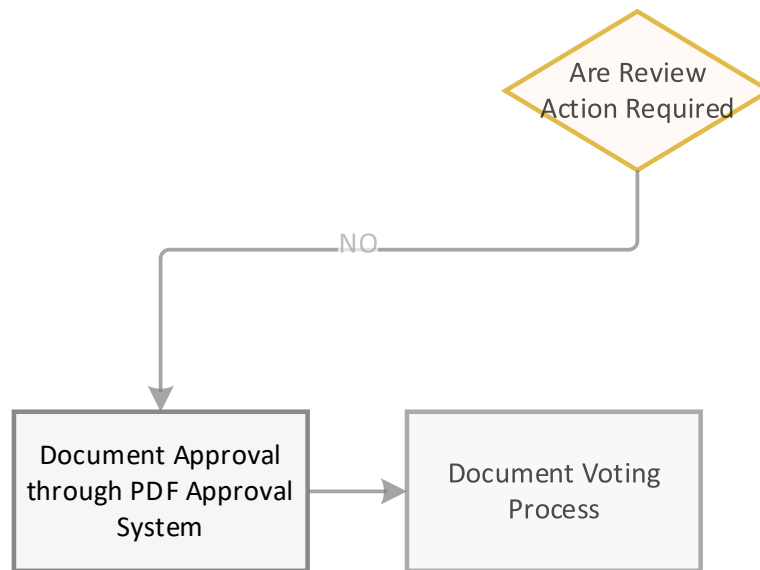 Are Review
Action Required
NO
Document Approval
through PDF Approval
System
Document Voting
Process